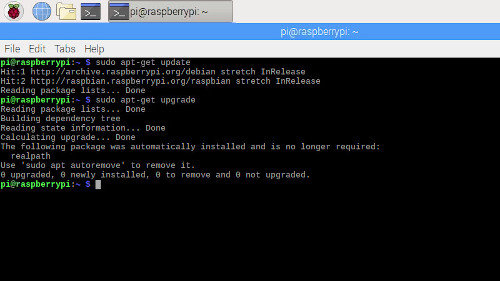 pi@raspberrypi: ~
pi@raspberrypi: ~
File Edit Tabs Help
pi@raspberrypi:~ $ sudo apt-get update
Hit:1 http://archive.raspberrypi.org/debian stretch InRelease
Hit:2 http://raspbian.raspberrypi.org/raspbian stretch InRelease
Reading package lists... Done
pi@raspberrypi:~ $ sudo apt-get upgrade
Reading package lists... Done
Building dependency tree
Reading state information... Done
Calculating upgrade... Done
The following package was automatically installed and is no longer required:
realpath
Use 'sudo apt autoremove' to remove it.
0 upgraded, 0 newly installed, 0 to remove and 0 not upgraded.
pi@raspberrypi:~ $